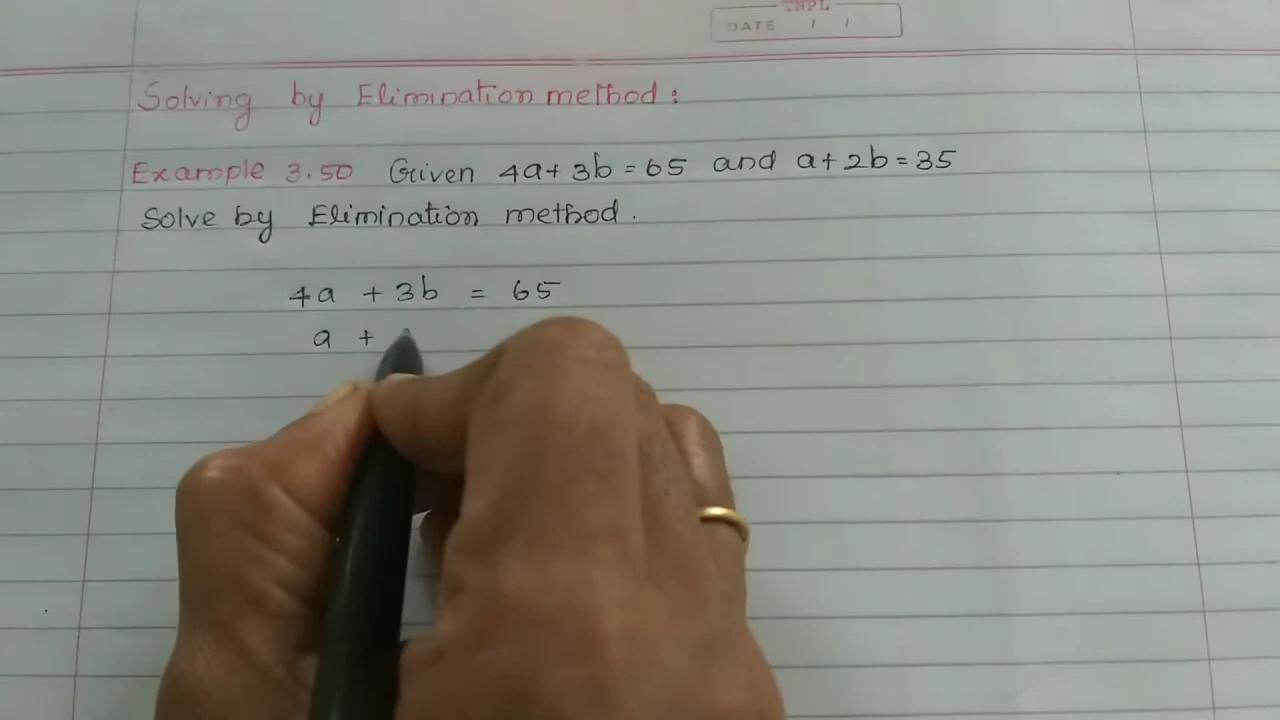 TNPL
DATE / /
Solving by Elimination method:
Example 3.50 Given 4a+3b=65 and a+2b=35
Solve by Elimination method.
4a + 3b = 65
a +